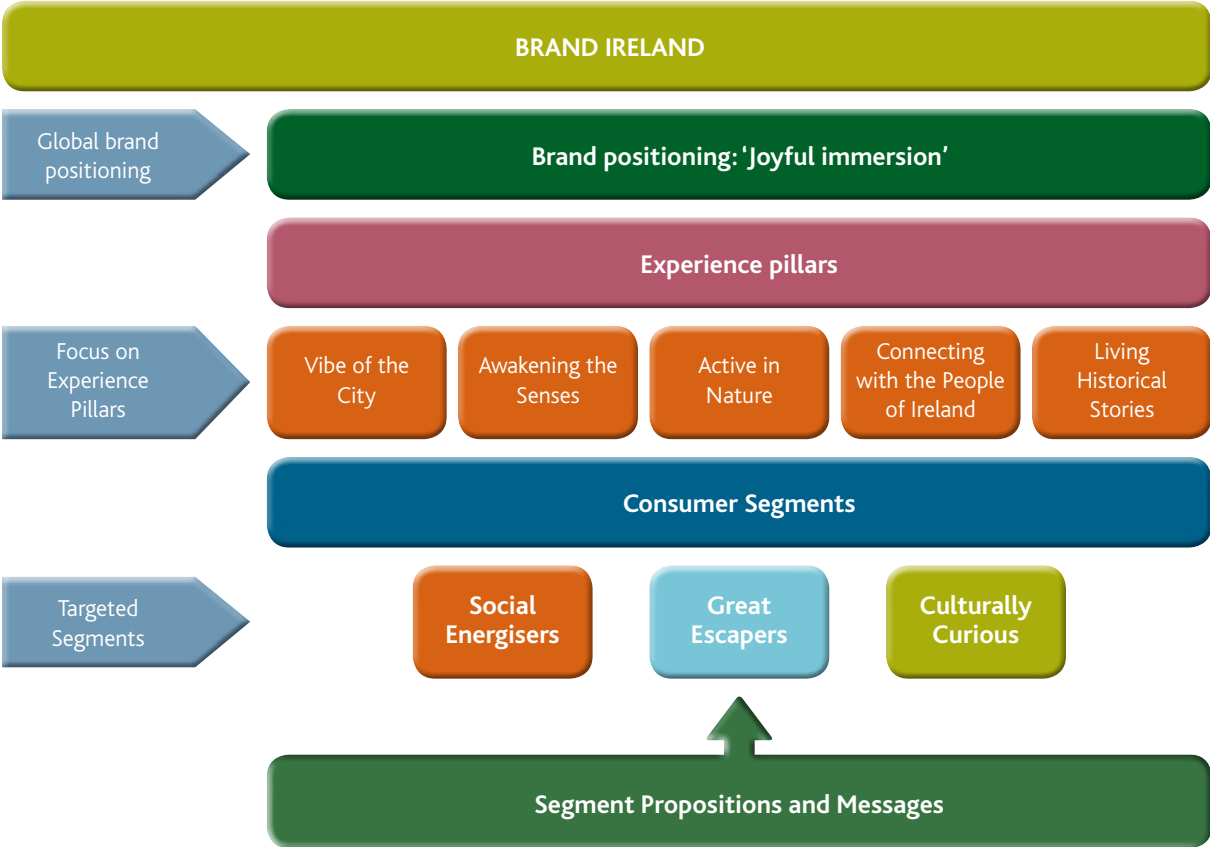 BRAND IRELAND
Global brand
positioning
Brand positioning: ‘Joyful immersion’
Experience pillars
Focus on
Experience
Pillars
Vibe of the
City
Awakening the
Senses
Active in
Nature
Connecting
with the People
of Ireland
Living
Historical
Stories
Consumer Segments
Targeted
Segments
Social
Energisers
Great
Escapers
Culturally
Curious
Segment Propositions and Messages